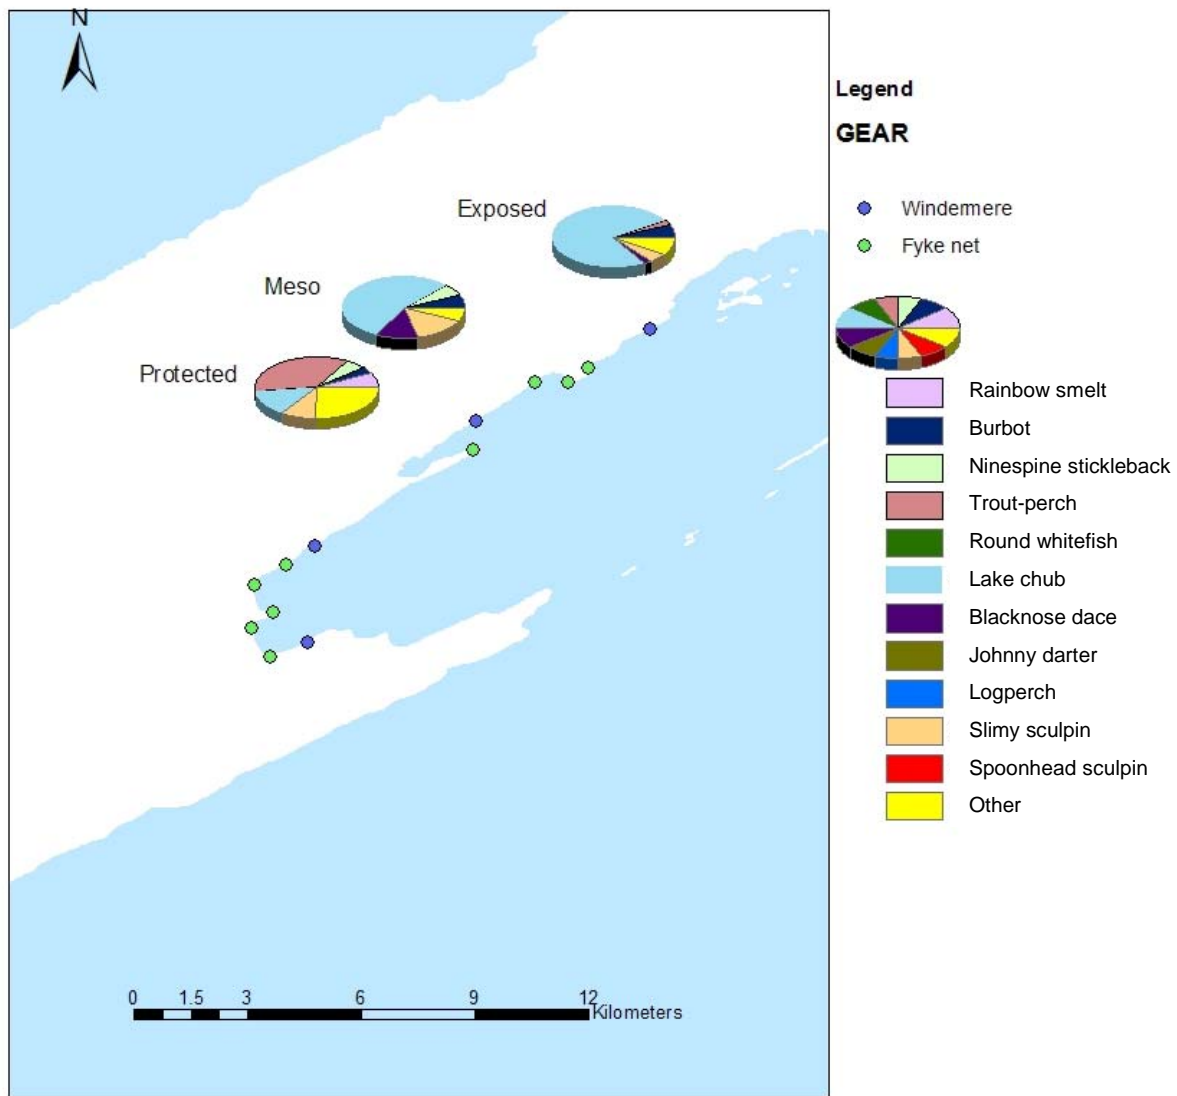 N
Legend
GEAR
Windermere
Fyke net
Exposed
Meso
Protected
Rainbow smelt
Burbot
Ninespine stickleback
Trout-perch
Round whitefish
Lake chub
Blacknose dace
Johnny darter
Logperch
Slimy sculpin
Spoonhead sculpin
Other
0 1.5 3 6 9 12
Kilometers